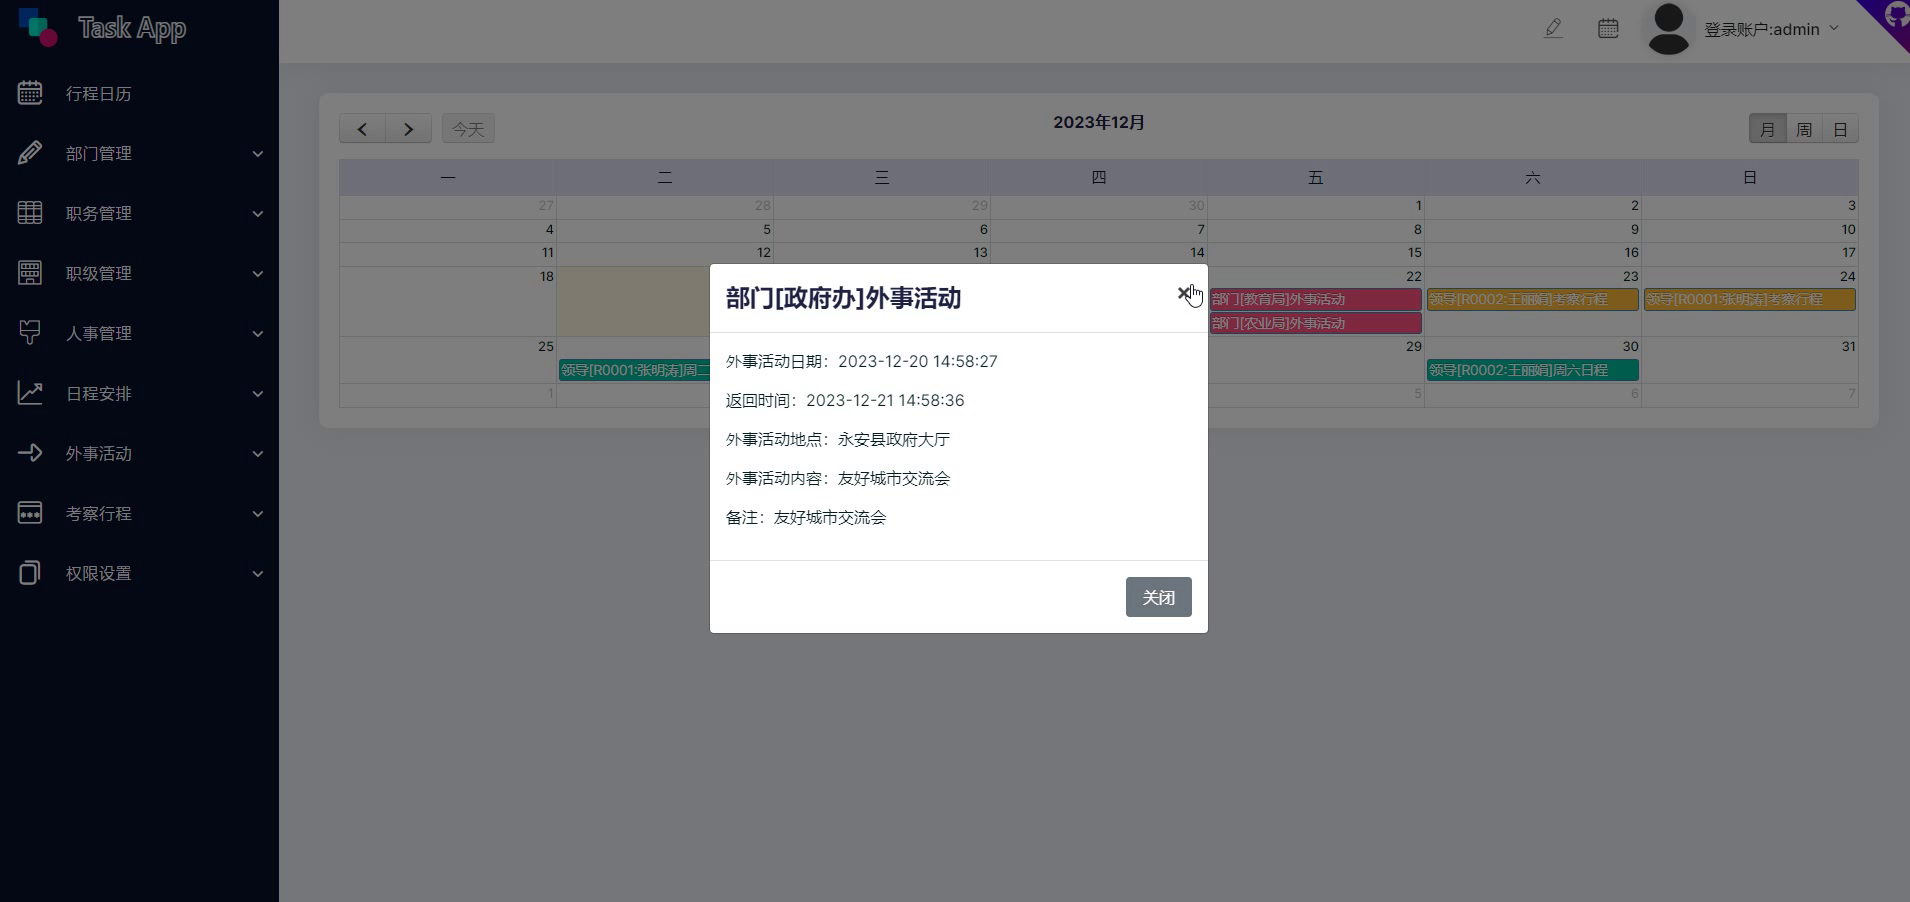 Task App
行程日历
部门管理
职务管理
职级管理
人事管理
日程安排
外事活动
考察行程
权限设置
登录账户:admin
今天
2023年12月
月 周 日
一 二 三 四 五 六 日
27 28 29 30 1 2 3
4 5 6 7 8 9 10
11 12 13 14 15 16 17
18 22 23 24
部门[教育局]外事活动 领导[R0002:王丽娟]考察行程 领导[R0001:张明涛]考察行程
部门[农业局]外事活动
25 29 30 31
领导[R0001:张明涛]周二 领导[R0002:王丽娟]周六日程
1 5 6 7
部门[政府办]外事活动
×
外事活动日期：2023-12-20 14:58:27
返回时间：2023-12-21 14:58:36
外事活动地点：永安县政府大厅
外事活动内容：友好城市交流会
备注：友好城市交流会
关闭